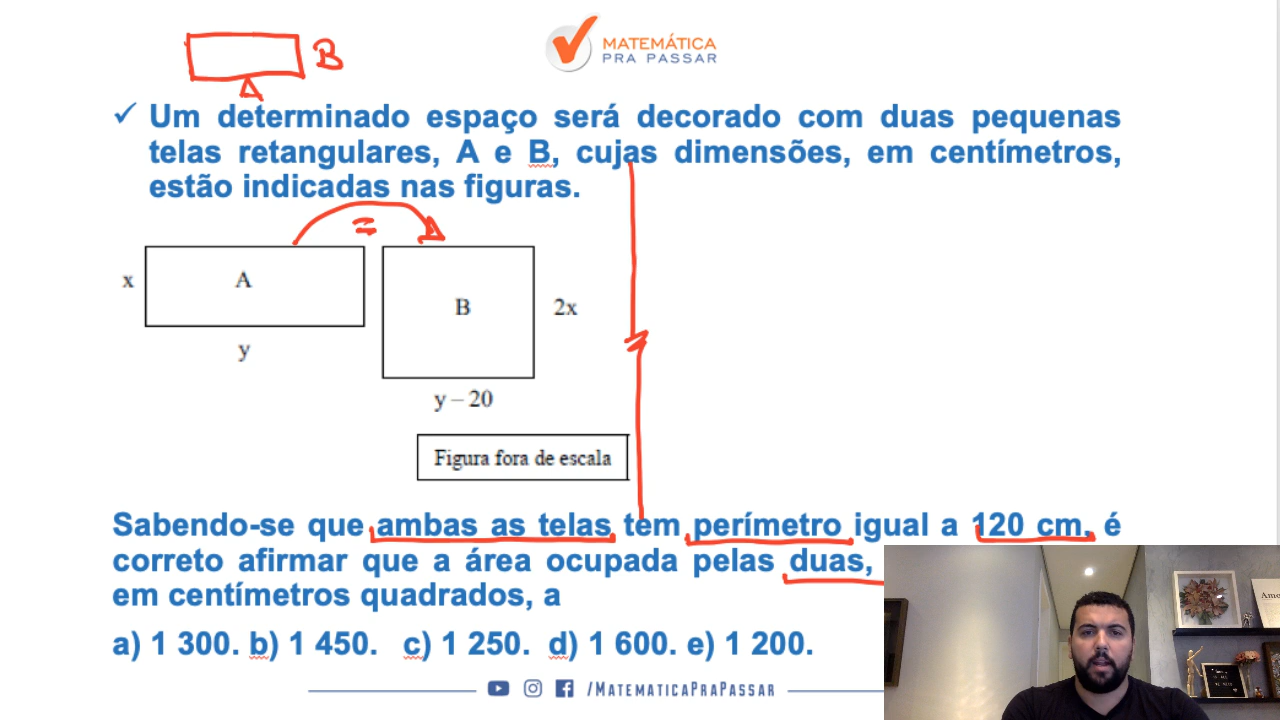 B
A
MATEMÁTICA
PRA PASSAR
✓ Um determinado espaço será decorado com duas pequenas
telas retangulares, A e B, cujas dimensões, em centímetros,
estão indicadas nas figuras.
=
x
A
y
B
2x
y – 20
Figura fora de escala
Sabendo-se que ambas as telas tem perímetro igual a 120 cm, é
correto afirmar que a área ocupada pelas duas,
em centímetros quadrados, a
a) 1 300. b) 1 450. c) 1 250. d) 1 600. e) 1 200.
/MATEMATICAPRAPASSAR